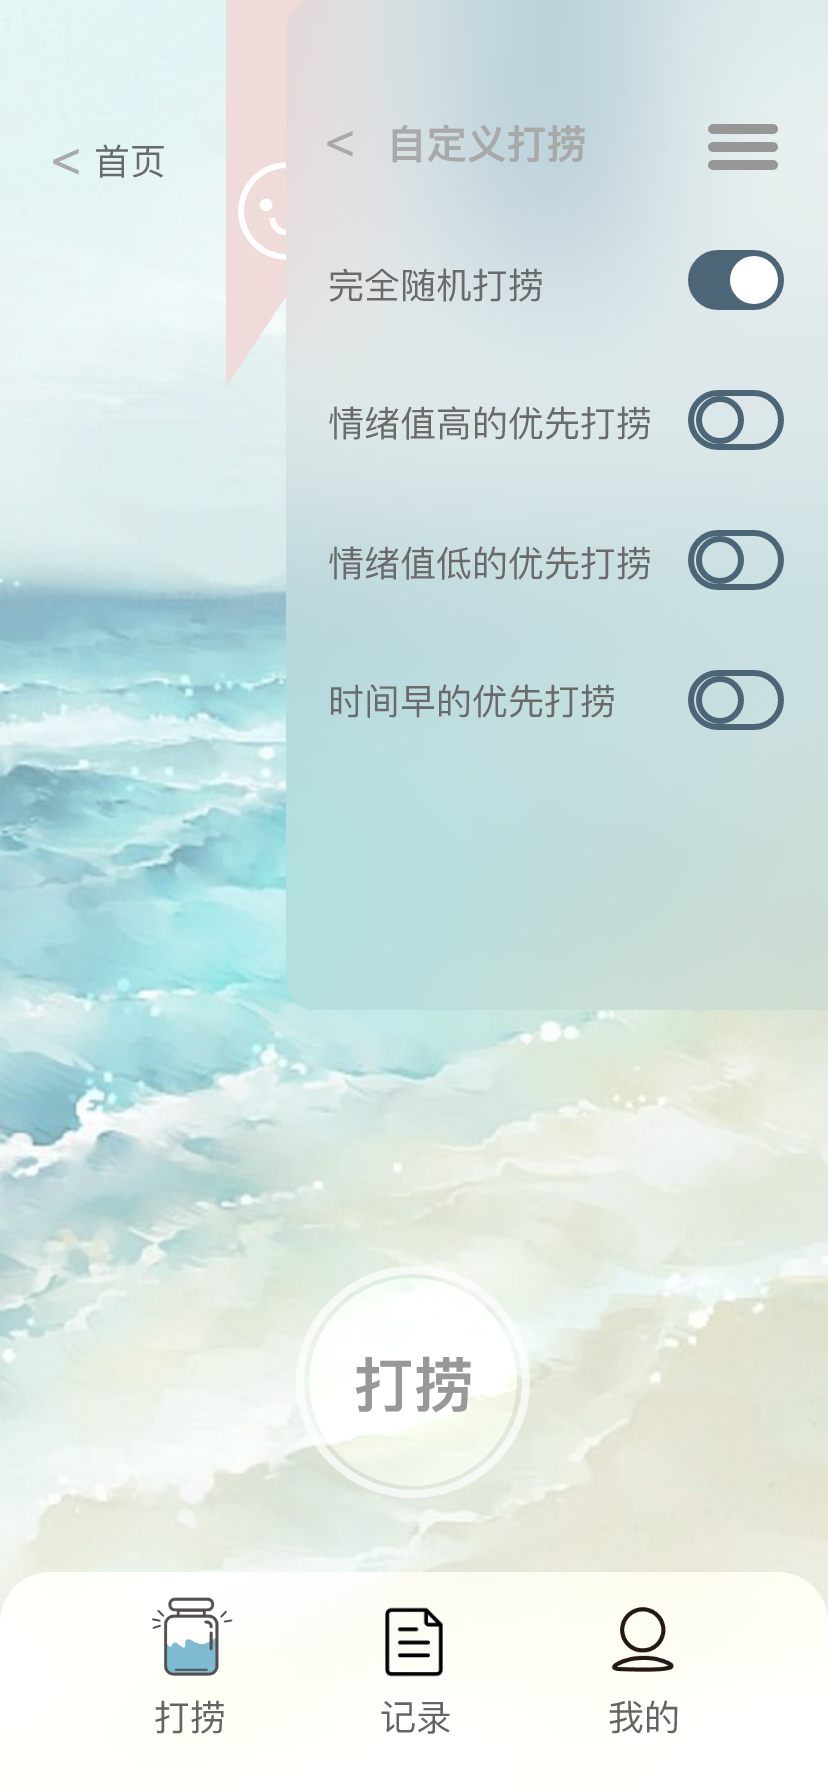 < 首页
< 自定义打捞
完全随机打捞
情绪值高的优先打捞
情绪值低的优先打捞
时间早的优先打捞
打捞
打捞
记录
我的